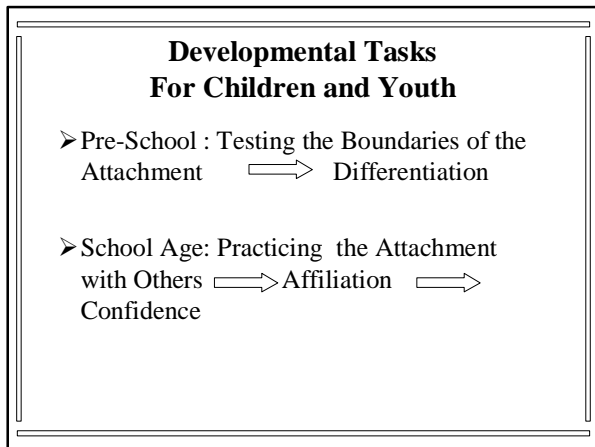 Developmental Tasks
For Children and Youth
➢Pre-School : Testing the Boundaries of the
Attachment ⇨ Differentiation
➢School Age: Practicing the Attachment
with Others ⇨ Affiliation ⇨
Confidence